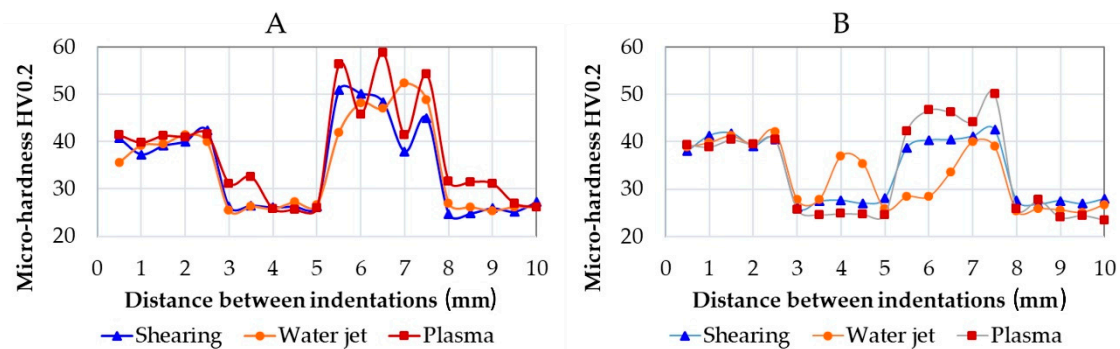 A
Micro-hardness HV0.2
60
50
40
30
20
0 1 2 3 4 5 6 7 8 9 10
Distance between indentations (mm)
Shearing Water jet Plasma
B
Micro-hardness HV0.2
60
50
40
30
20
0 1 2 3 4 5 6 7 8 9 10
Distance between indentations (mm)
Shearing Water jet Plasma